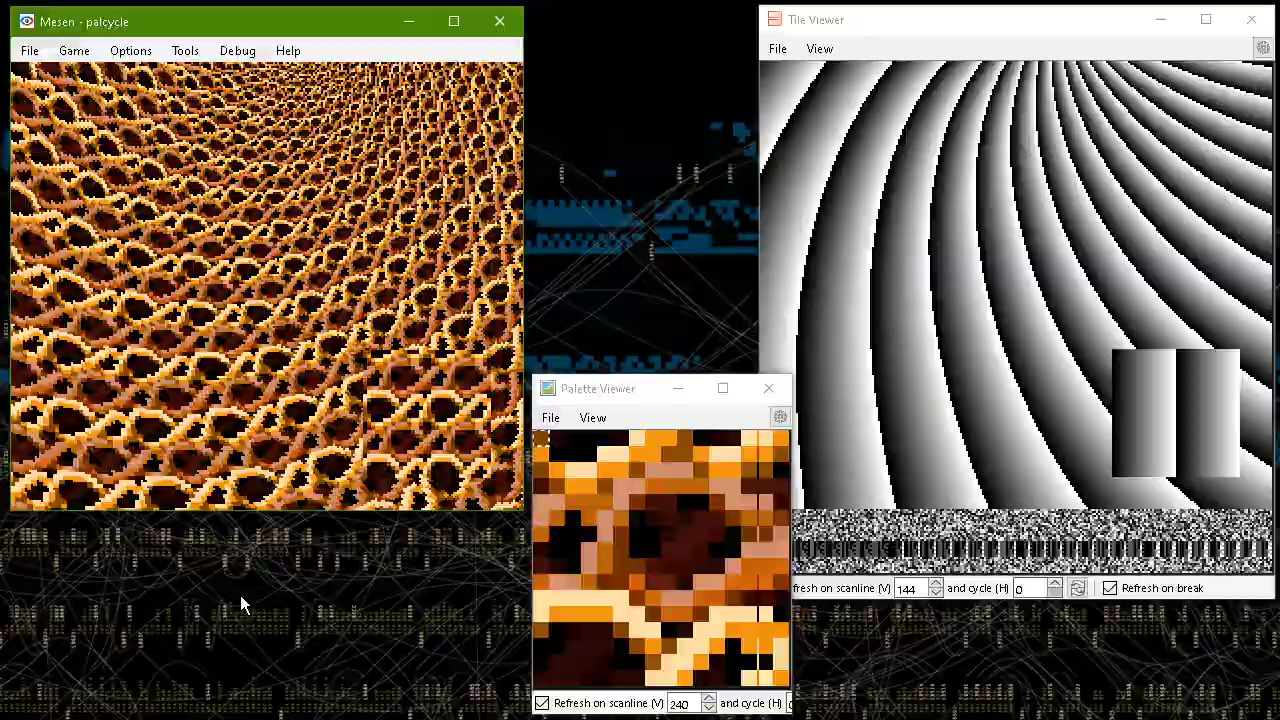 Mesen - palcycle
File Game Options Tools Debug Help
Tile Viewer
File View
Palette Viewer
File View
Refresh on scanline (V) 240 and cycle (H)
fresh on scanline (V) 144 and cycle (H) 0 Refresh on break